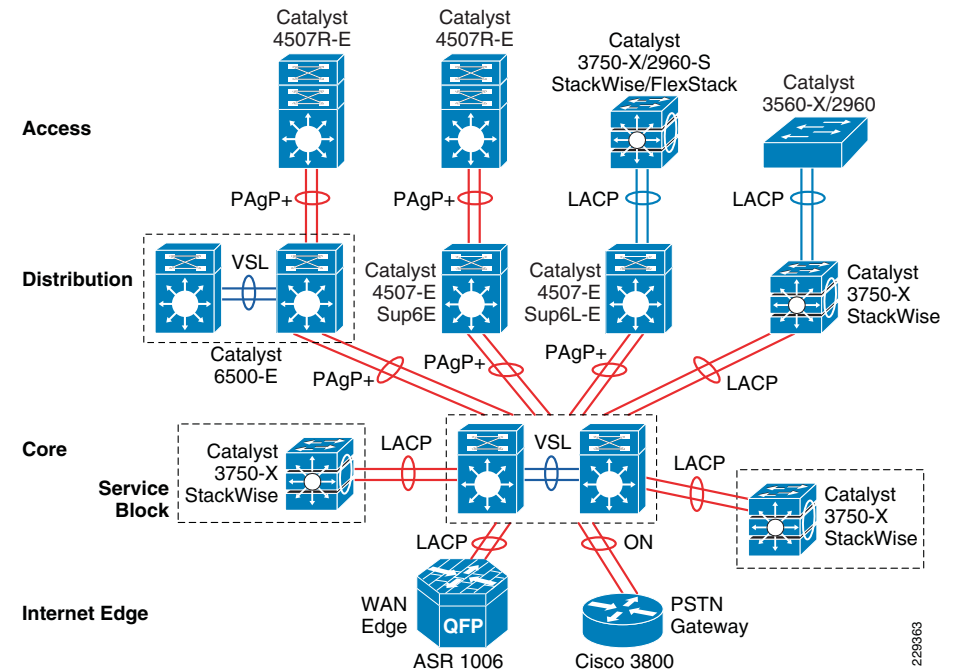 Catalyst
4507R-E
Catalyst
4507R-E
Catalyst
3750-X/2960-S
StackWise/FlexStack
Catalyst
3560-X/2960
Access
PAgP+
PAgP+
LACP
LACP
Distribution
VSL
Catalyst
4507-E
Sup6E
Catalyst
4507-E
Sup6L-E
Catalyst
3750-X
StackWise
Catalyst
6500-E
PAgP+
PAgP+
PAgP+
LACP
Core
Service
Block
Catalyst
3750-X
StackWise
LACP
VSL
LACP
Catalyst
3750-X
StackWise
LACP
ON
Internet Edge
WAN
Edge
QFP
ASR 1006
PSTN
Gateway
Cisco 3800
229363